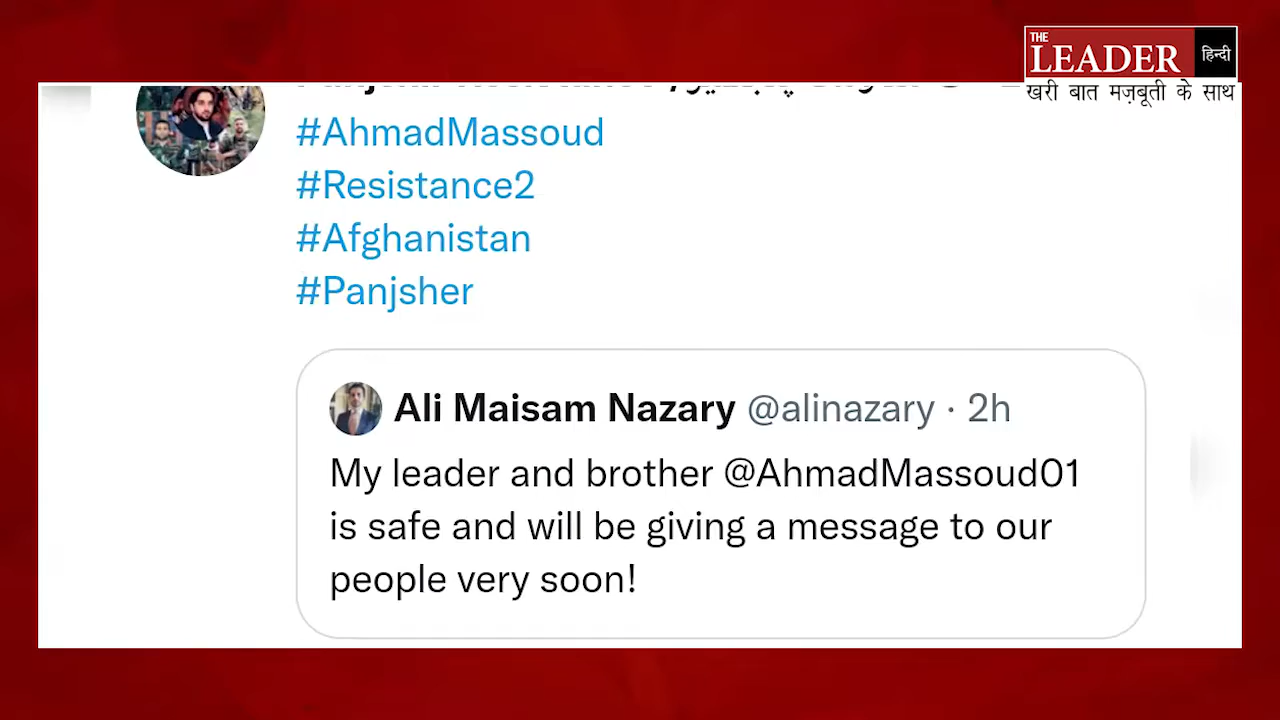 THE
LEADER
हिन्दी
खरी बात मज़बूती के साथ
#AhmadMassoud
#Resistance2
#Afghanistan
#Panjsher
Ali Maisam Nazary @alinazary · 2h
My leader and brother @AhmadMassoud01
is safe and will be giving a message to our
people very soon!